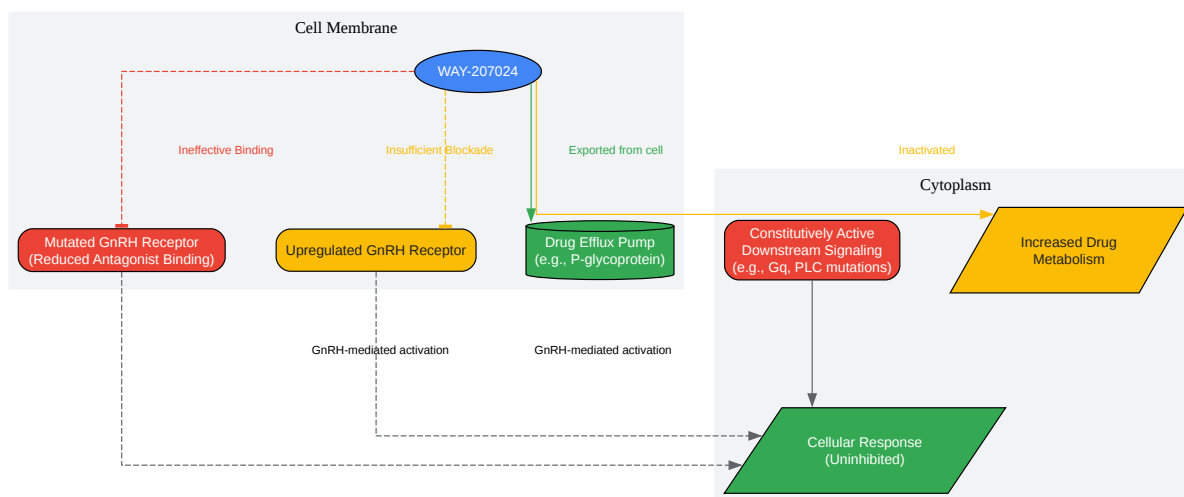 Cell Membrane
WAY-207024
Ineffective Binding
Insufficient Blockade
Exported from cell
Inactivated
Cytoplasm
Mutated GnRH Receptor
(Reduced Antagonist Binding)
Upregulated GnRH Receptor
Drug Efflux Pump
(e.g., P-glycoprotein)
Constitutively Active
Downstream Signaling
(e.g., Gq, PLC mutations)
Increased Drug
Metabolism
GnRH-mediated activation
GnRH-mediated activation
Cellular Response
(Uninhibited)